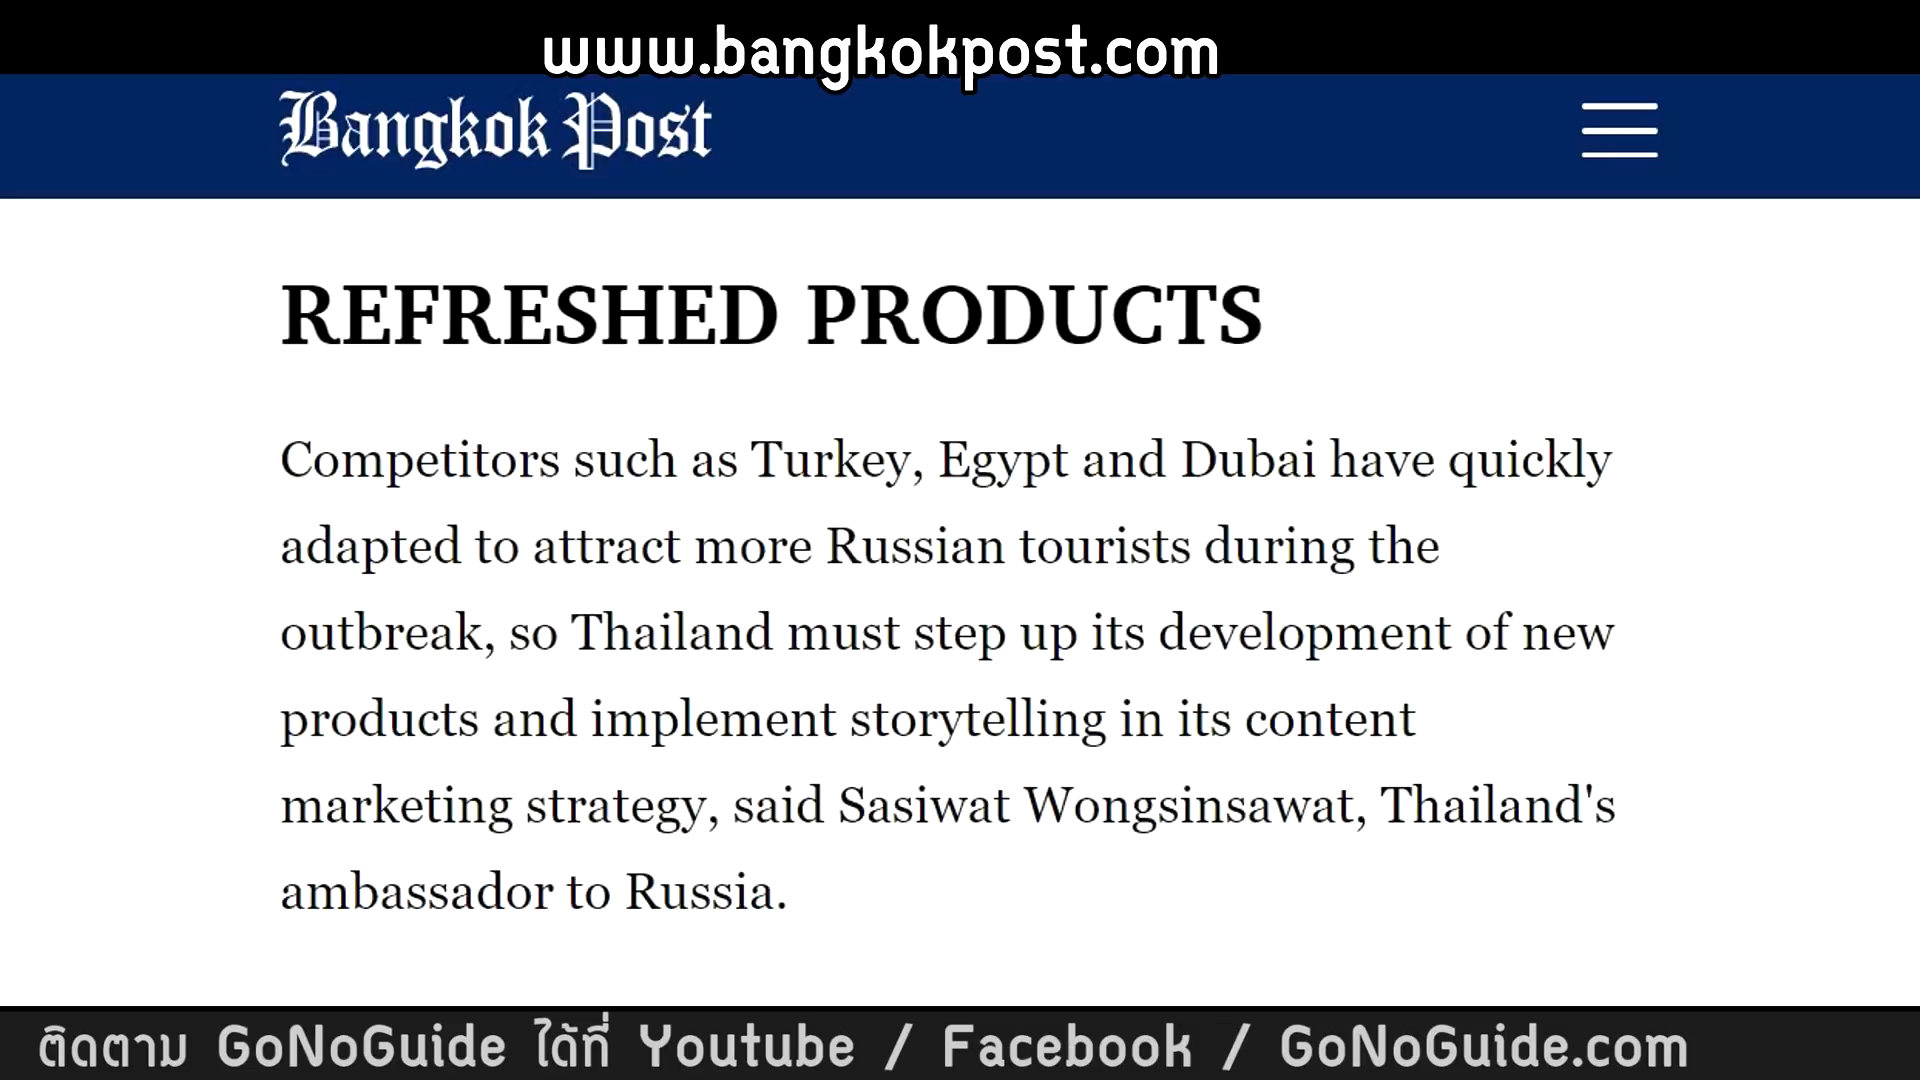 www.bangkokpost.com
Bangkok Post
REFRESHED PRODUCTS
Competitors such as Turkey, Egypt and Dubai have quickly
adapted to attract more Russian tourists during the
outbreak, so Thailand must step up its development of new
products and implement storytelling in its content
marketing strategy, said Sasiwat Wongsinsawat, Thailand's
ambassador to Russia.
ติดตาม GoNoGuide ได้ที่ Youtube / Facebook / GoNoGuide.com